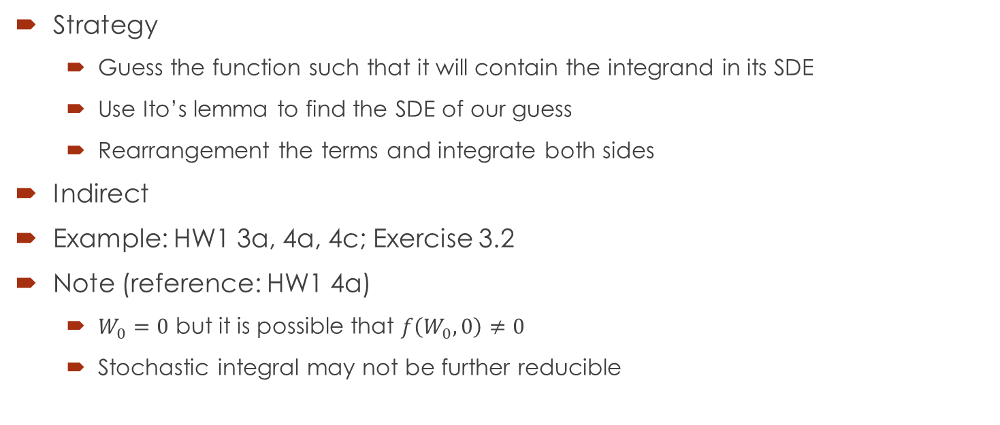 Strategy
Guess the function such that it will contain the integrand in its SDE
Use Ito’s lemma to find the SDE of our guess
Rearrangement the terms and integrate both sides
Indirect
Example: HW1 3a, 4a, 4c; Exercise 3.2
Note (reference: HW1 4a)
𝑊₀ = 0 but it is possible that 𝑓(𝑊₀, 0) ≠ 0
Stochastic integral may not be further reducible